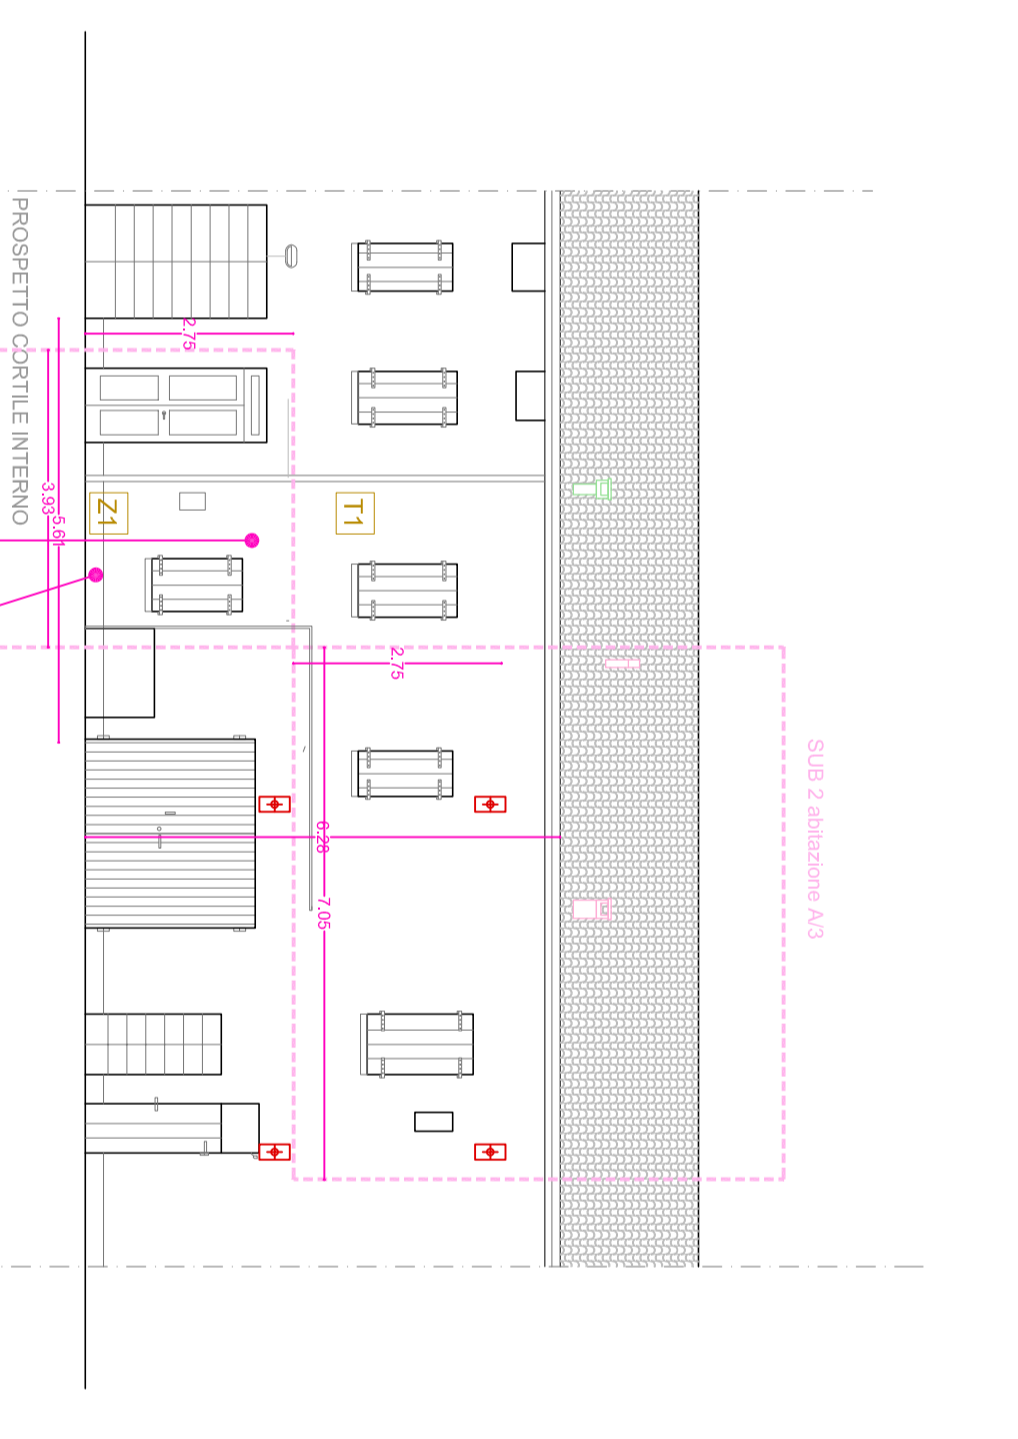 SUB 2 abitazione A/3
T1
2.75
2.75
6.28
7.05
Z1
5.61
3.93
PROSPETTO CORTILE INTERNO